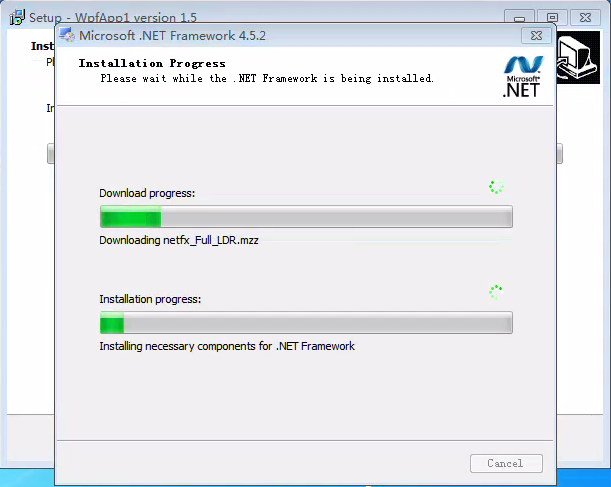 Setup - WpfApp1 version 1.5
Microsoft .NET Framework 4.5.2
Inst
Installation Progress
Pl
Please wait while the .NET Framework is being installed.
Microsoft®
.NET
In
Download progress:
Downloading netfx_Full_LDR.mzz
Installation progress:
Installing necessary components for .NET Framework
Cancel